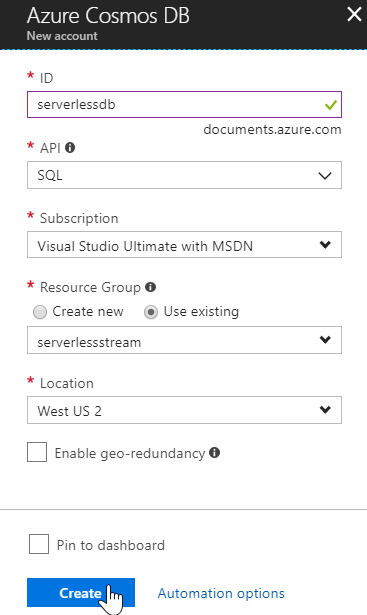 Azure Cosmos DB
New account
* ID
serverlessdb
documents.azure.com
* API
SQL
* Subscription
Visual Studio Ultimate with MSDN
* Resource Group
Create new Use existing
serverlessstream
* Location
West US 2
Enable geo-redundancy
Pin to dashboard
Create Automation options